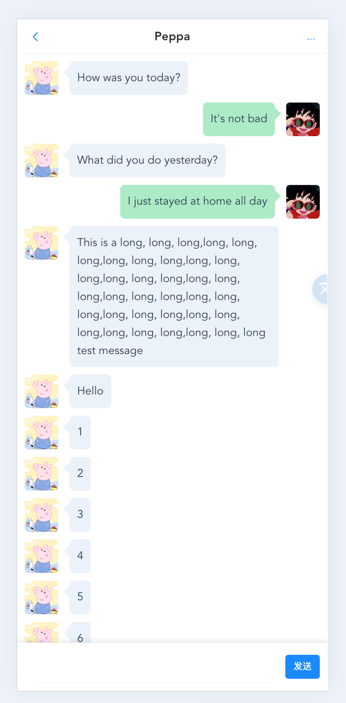 Peppa
...
How was you today?
It's not bad
What did you do yesterday?
I just stayed at home all day
This is a long, long, long,long, long,
long,long, long, long,long, long, long,
long,long, long, long,long, long, long,
long,long, long, long,long, long, long,
long,long, long, long,long, long, long,
long,long, long, long,long, long, long
test message
Hello
1
2
3
4
5
6
发送